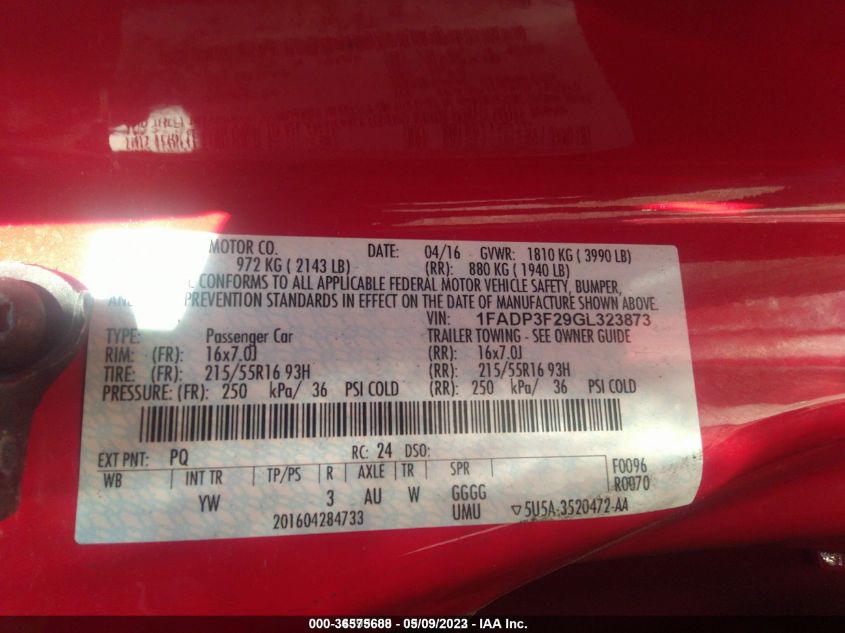 MOTOR CO. DATE: 04/16 GVWR: 1810 KG ( 3990 LB)
972 KG ( 2143 LB) (RR): 880 KG ( 1940 LB)
CONFORMS TO ALL APPLICABLE FEDERAL MOTOR VEHICLE SAFETY, BUMPER,
AND PREVENTION STANDARDS IN EFFECT ON THE DATE OF MANUFACTURE SHOWN ABOVE.
VIN: 1FADP3F29GL323873
TYPE: Passenger Car TRAILER TOWING - SEE OWNER GUIDE
RIM: (FR): 16x7.0J (RR): 16x7.0J
TIRE: (FR): 215/55R16 93H (RR): 215/55R16 93H
PRESSURE: (FR): 250 kPa/ 36 PSI COLD (RR): 250 kPa/ 36 PSI COLD
EXT PNT: PQ RC: 24 DSO: F0096
WB INT TR TP/PS R AXLE TR SPR R0070
YW 3 AU W GGGG
201604284733 UMU ▽5U5A-3520472-AA
000-36575688 - 05/09/2023 - IAA Inc.